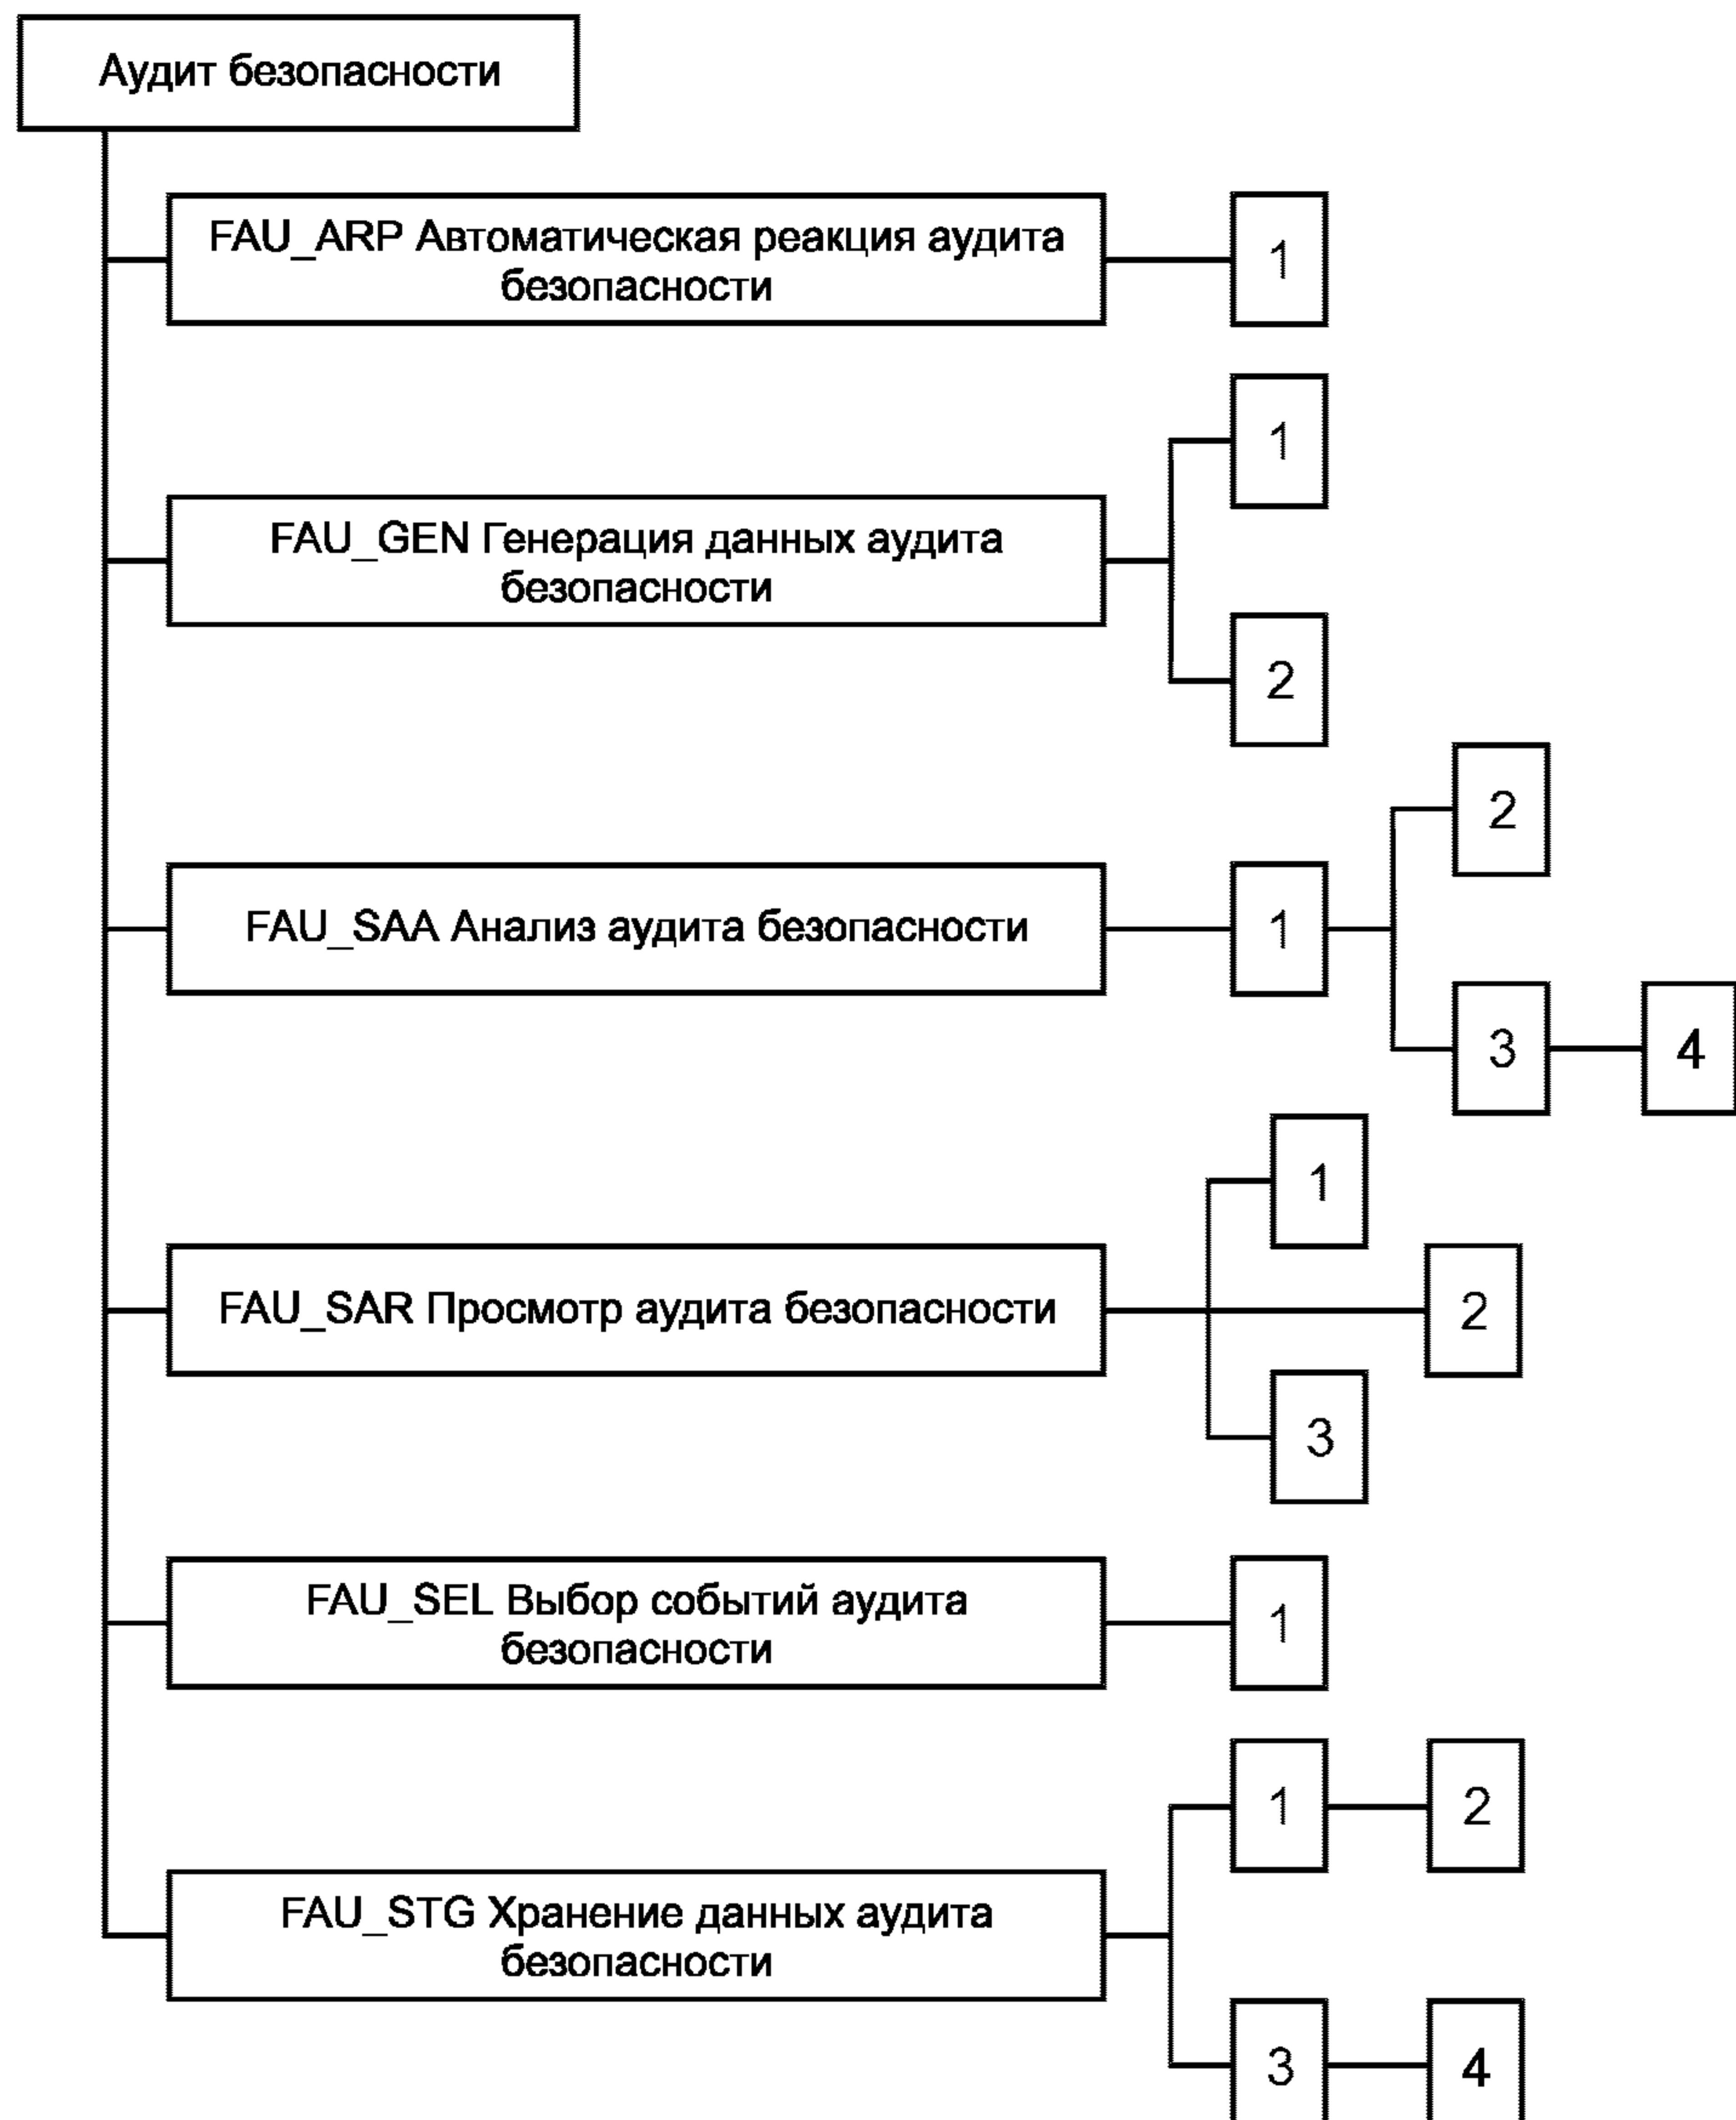 Аудит безопасности
FAU_ARP Автоматическая реакция аудита
безопасности
1
1
FAU_GEN Генерация данных аудита
безопасности
2
2
FAU_SAA Анализ аудита безопасности
1
3
4
1
FAU_SAR Просмотр аудита безопасности
2
3
FAU_SEL Выбор событий аудита
безопасности
1
1
2
FAU_STG Хранение данных аудита
безопасности
3
4